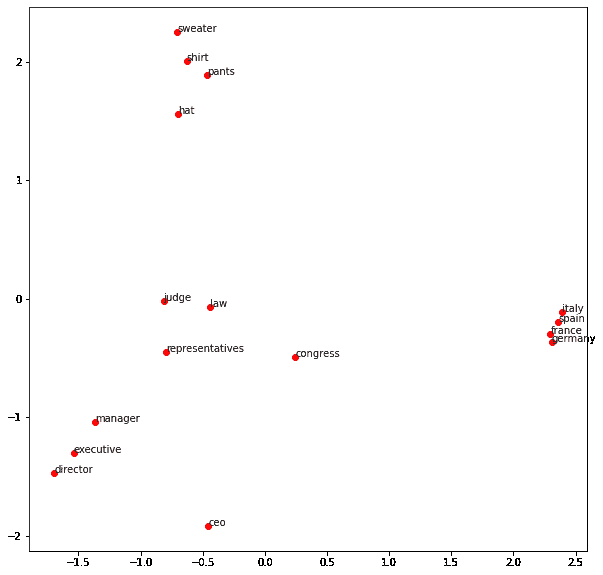 sweater
2
shirt
pants
hat
1
0
judge
law
italy
spain
france
germany
representatives
congress
−1
manager
executive
director
−2
ceo
−1.5
−1.0
−0.5
0.0
0.5
1.0
1.5
2.0
2.5